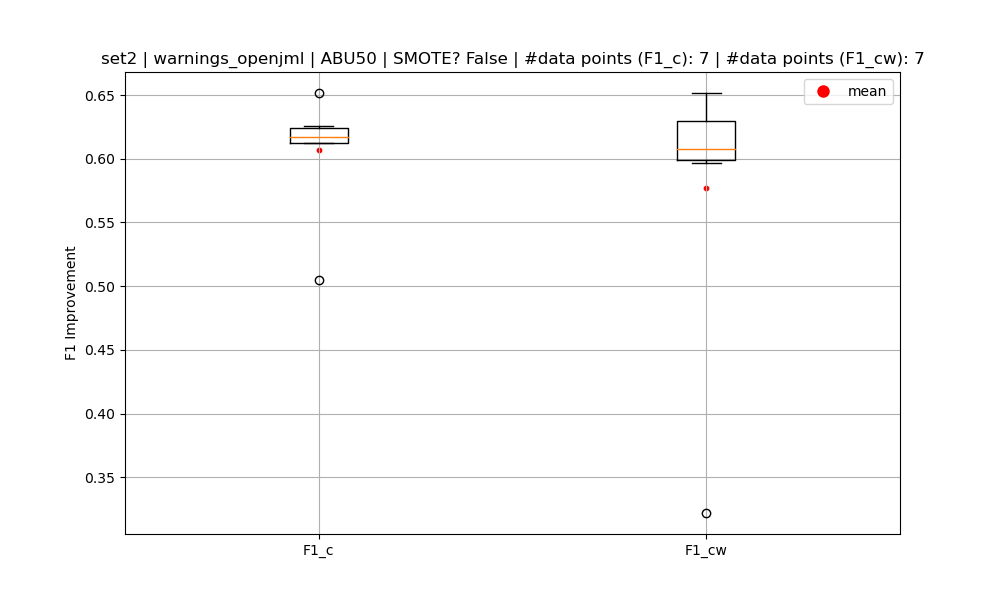 set2 | warnings_openjml | ABU50 | SMOTE? False | #data points (F1_c): 7 | #data points (F1_cw): 7
mean
F1 Improvement
0.65
0.60
0.55
0.50
0.45
0.40
0.35
F1_c
F1_cw